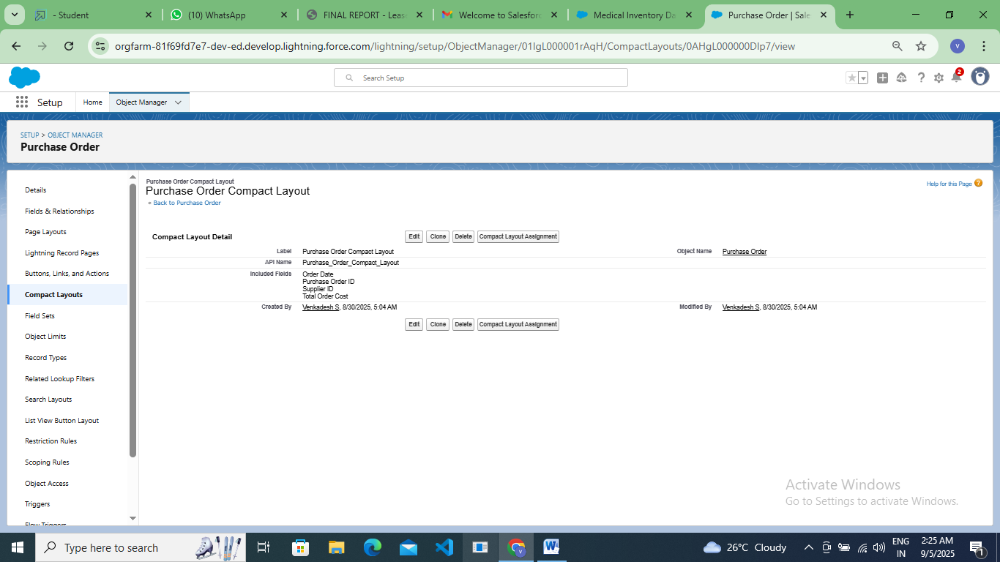 - Student
(10) WhatsApp
FINAL REPORT - Lease
Welcome to Salesforc
Medical Inventory Da
Purchase Order | Sale
orgfarm-81f69fd7e7-dev-ed.develop.lightning.force.com/lightning/setup/ObjectManager/01IgL000001rAqH/CompactLayouts/0AHgL000000DIp7/view
V
Search Setup
2
Setup
Home
Object Manager
SETUP > OBJECT MANAGER
Purchase Order
Details
Fields & Relationships
Page Layouts
Lightning Record Pages
Buttons, Links, and Actions
Compact Layouts
Field Sets
Object Limits
Record Types
Related Lookup Filters
Search Layouts
List View Button Layout
Restriction Rules
Scoping Rules
Object Access
Triggers
Flow Triggers
Purchase Order Compact Layout
Purchase Order Compact Layout
« Back to Purchase Order
Help for this Page ?
Compact Layout Detail
Edit Clone Delete Compact Layout Assignment
Label Purchase Order Compact Layout Object Name Purchase Order
API Name Purchase_Order_Compact_Layout
Included Fields Order Date
Purchase Order ID
Supplier ID
Total Order Cost
Created By Venkadesh S, 8/30/2025, 5:04 AM Modified By Venkadesh S, 8/30/2025, 5:04 AM
Edit Clone Delete Compact Layout Assignment
Activate Windows
Go to Settings to activate Windows.
Type here to search
26°C Cloudy
ENG
IN
2:25 AM
9/5/2025
1